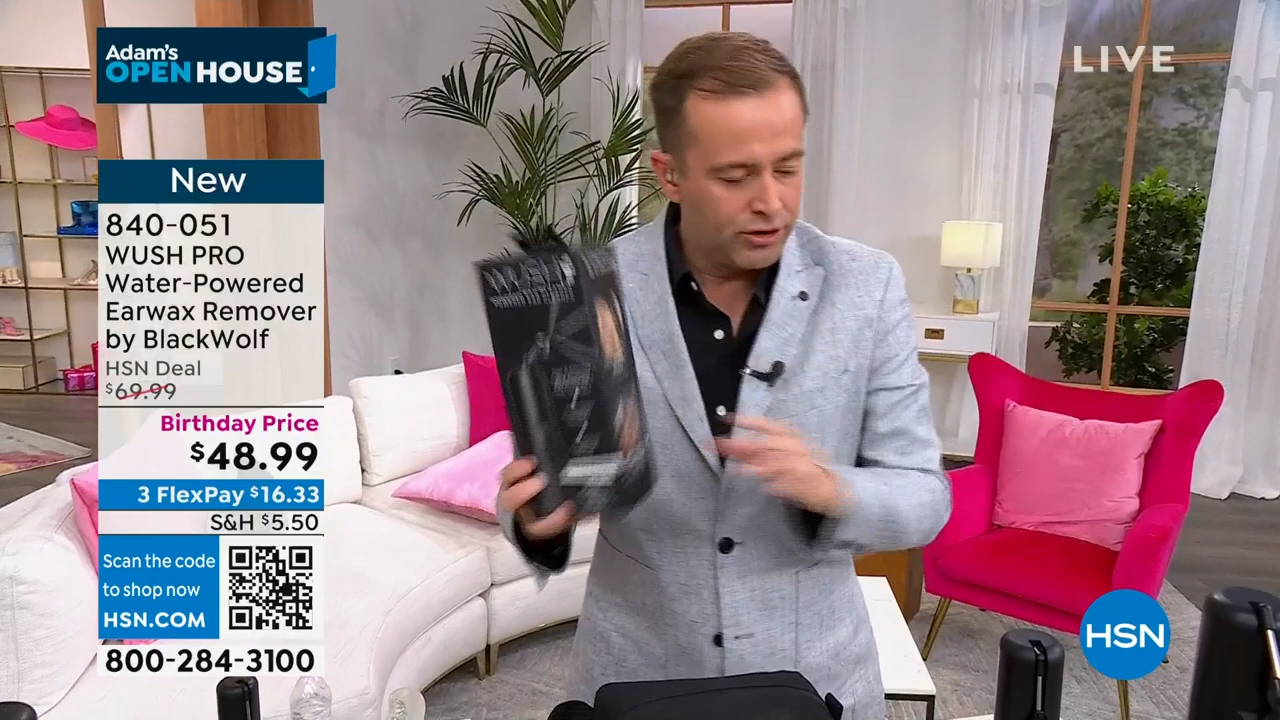 Adam's
OPEN HOUSE
LIVE
New
840-051
WUSH PRO
Water-Powered
Earwax Remover
by BlackWolf
HSN Deal
$69.99
Birthday Price
$48.99
3 FlexPay $16.33
S&H $5.50
Scan the code
to shop now
HSN.COM
800-284-3100
WUSH
HSN